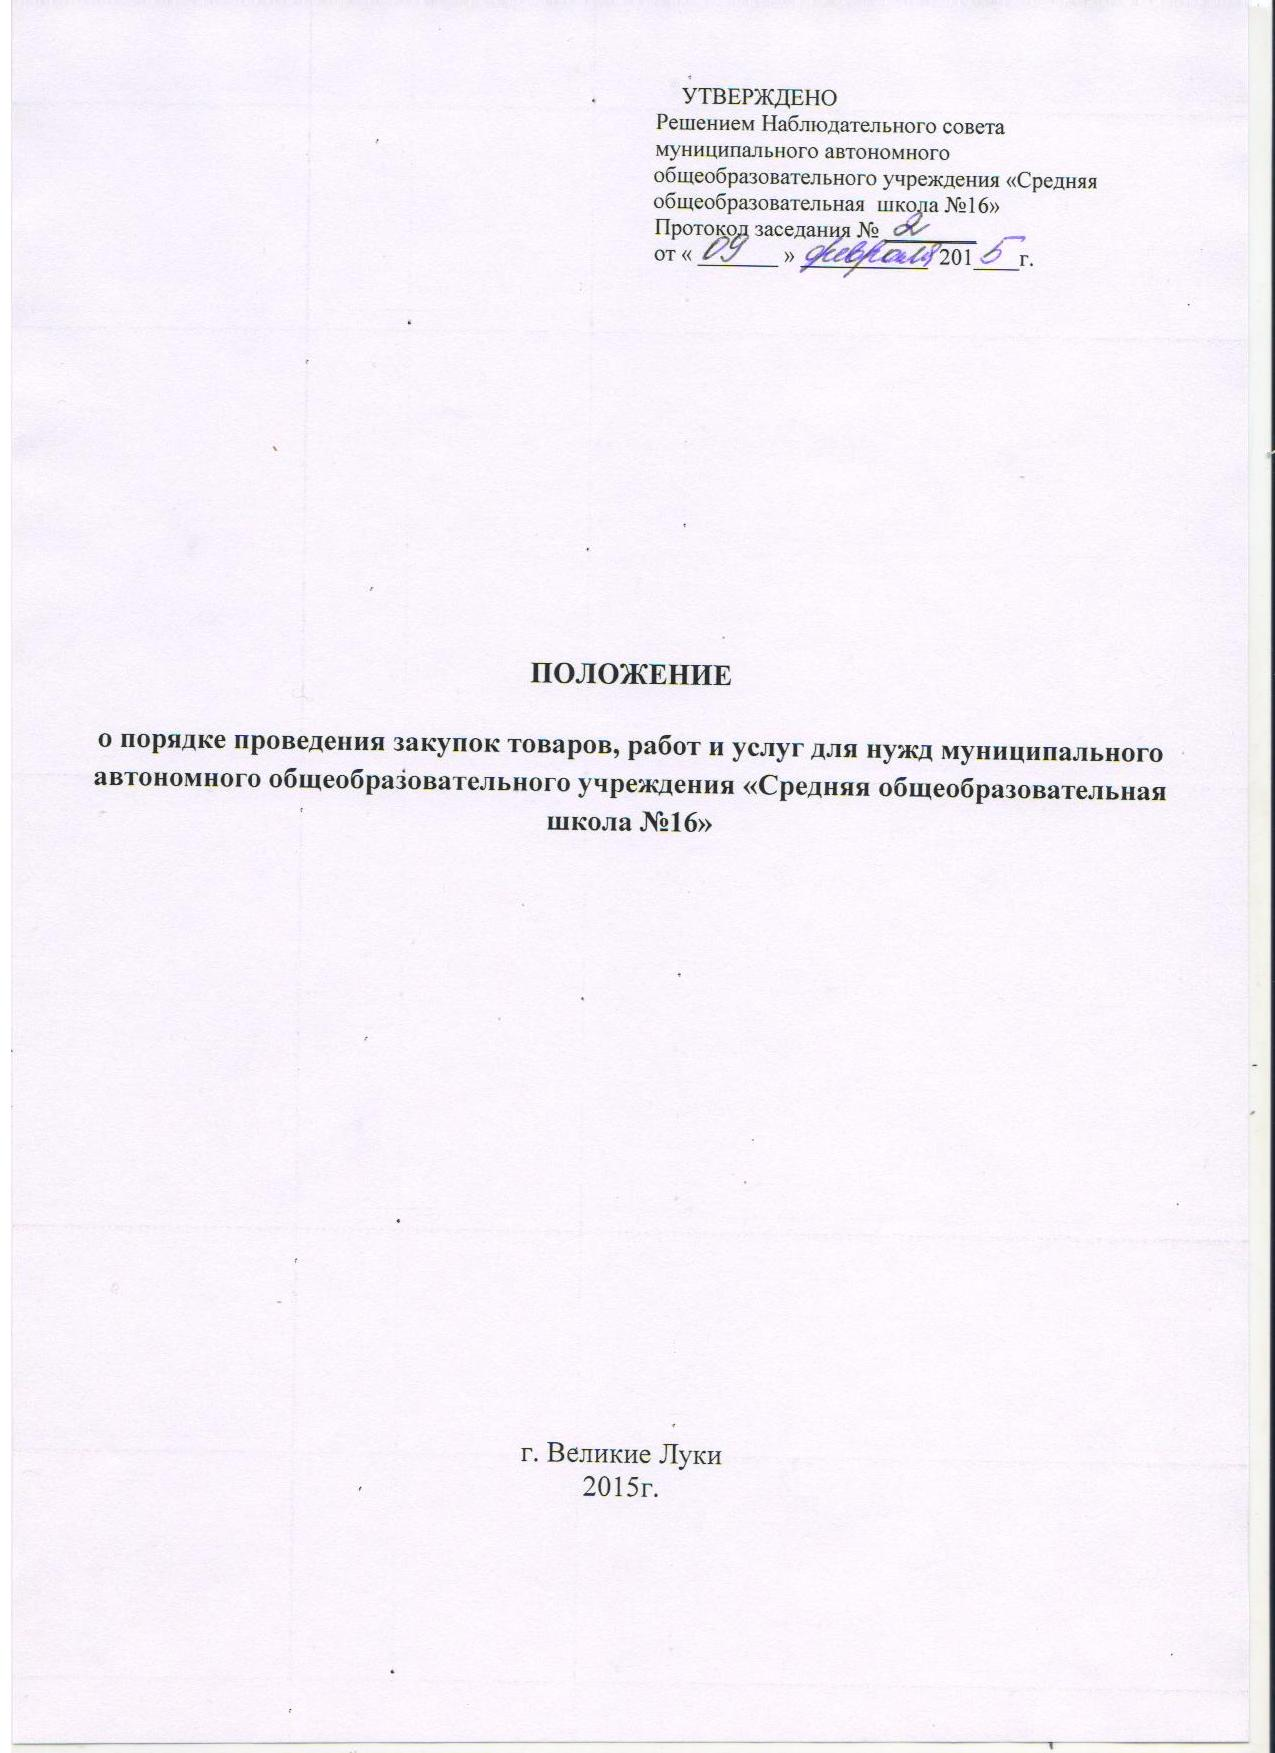 УТВЕРЖДЕНО
Решением Наблюдательного совета
муниципального автономного
общеобразовательного учреждения «Средняя
общеобразовательная школа №16»
Протокол заседания № 2
от « 09 » февраля 2015 г.
ПОЛОЖЕНИЕ
о порядке проведения закупок товаров, работ и услуг для нужд муниципального
автономного общеобразовательного учреждения «Средняя общеобразовательная
школа №16»
г. Великие Луки
2015г.